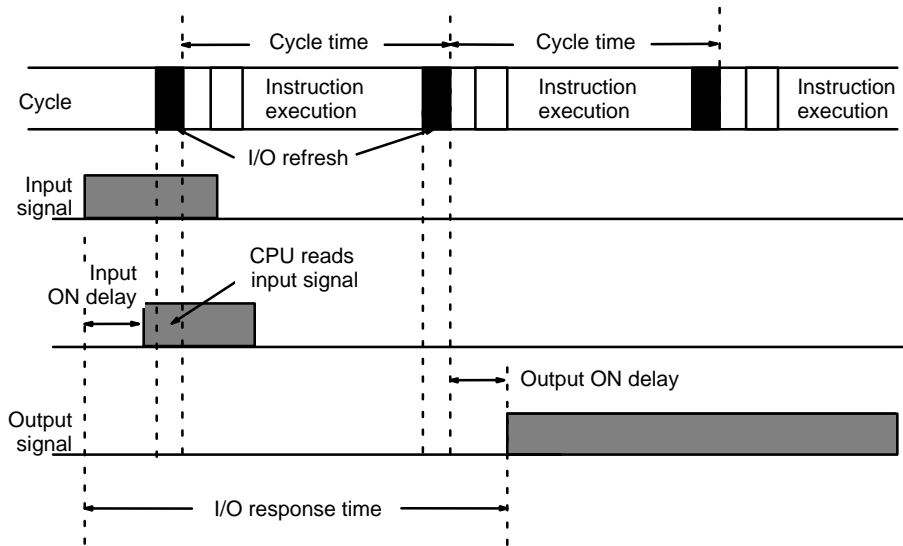 Cycle time
Cycle time
Cycle
Instruction
execution
Instruction
execution
Instruction
execution
I/O refresh
Input
signal
CPU reads
input signal
Input
ON delay
Output ON delay
Output
signal
I/O response time